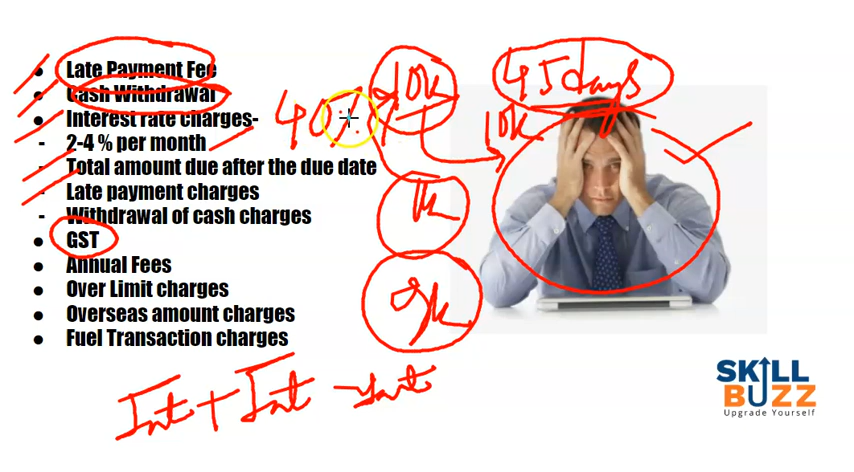 Late Payment Fee
Cash Withdrawal
Interest rate charges-
- 2-4 % per month
- Total amount due after the due date
- Late payment charges
- Withdrawal of cash charges
GST
Annual Fees
Over Limit charges
Overseas amount charges
Fuel Transaction charges
40%
10k
45 days
10k
1k
9k
Int + Int - Int
SKILL
BUZZ
Upgrade Yourself